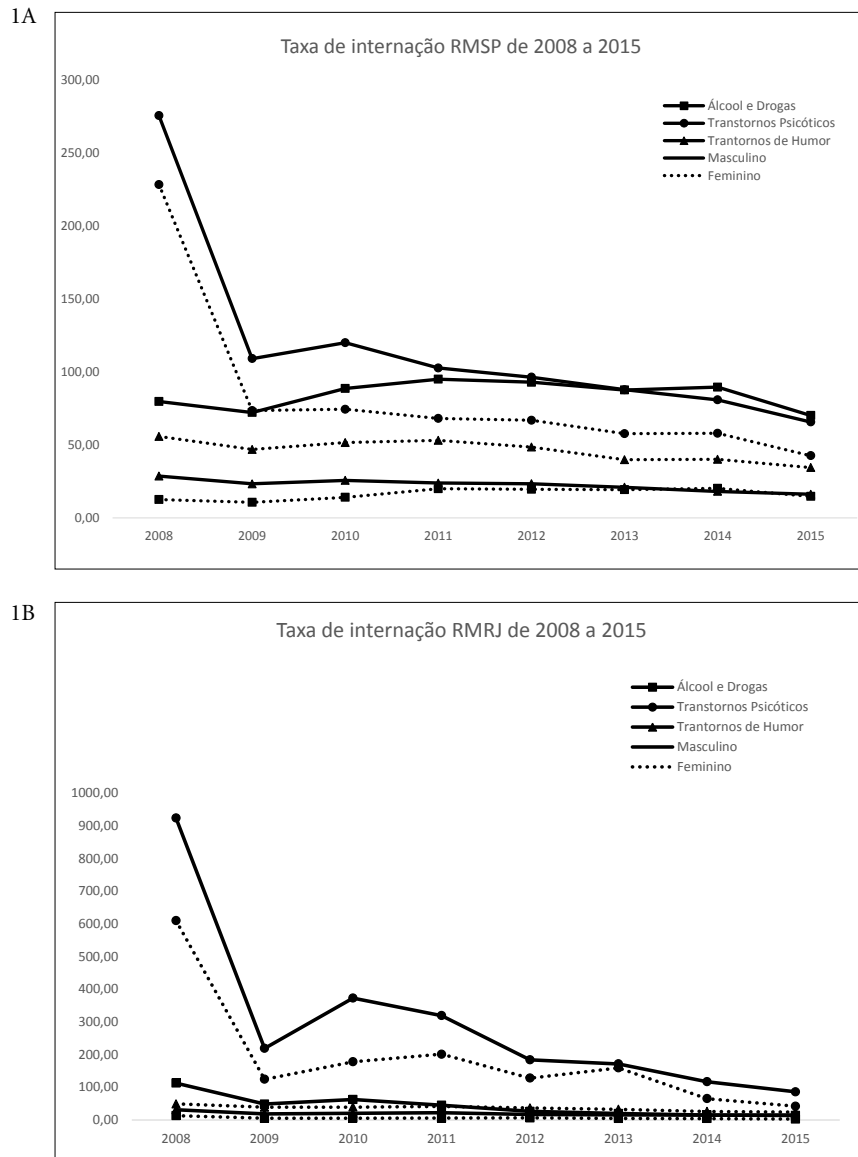 1A
Taxa de internação RMSP de 2008 a 2015
300,00
250,00
200,00
150,00
100,00
50,00
0,00
Álcool e Drogas
Transtornos Psicóticos
Trantornos de Humor
Masculino
Feminino
2008 2009 2010 2011 2012 2013 2014 2015
1B
Taxa de internação RMRJ de 2008 a 2015
Álcool e Drogas
Transtornos Psicóticos
Trantornos de Humor
Masculino
Feminino
1000,00
900,00
800,00
700,00
600,00
500,00
400,00
300,00
200,00
100,00
0,00
2008 2009 2010 2011 2012 2013 2014 2015